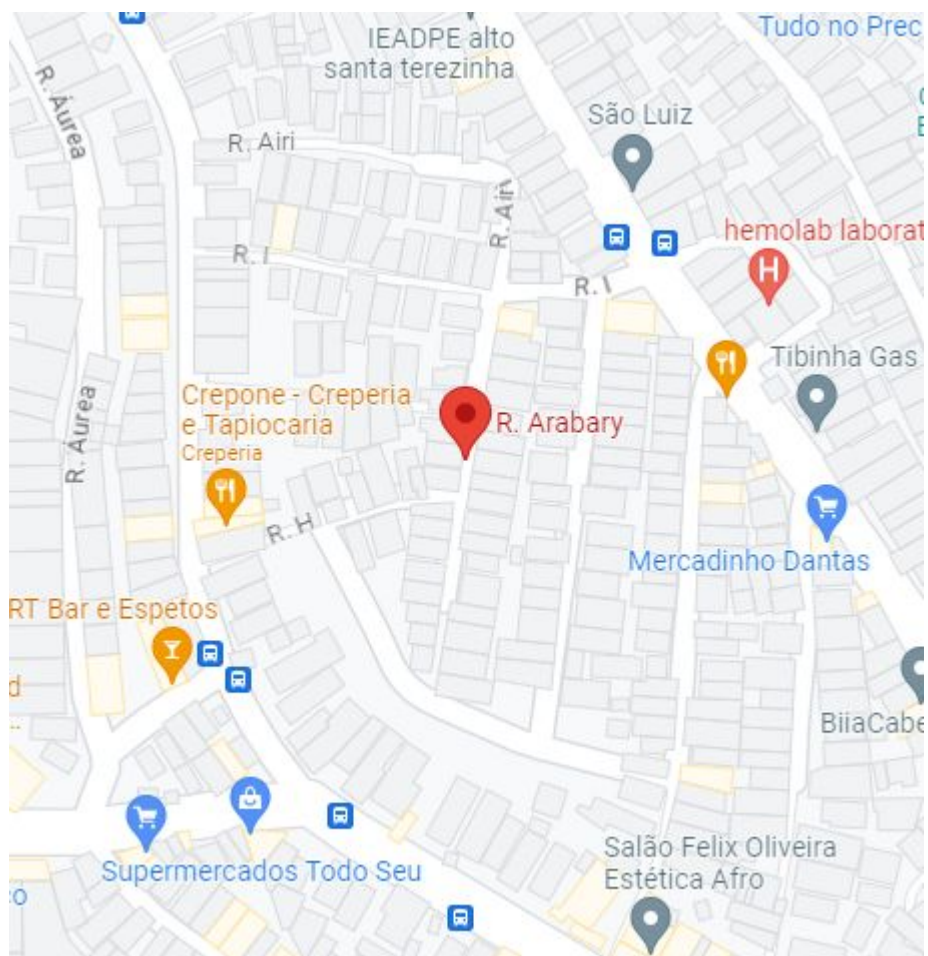 IEADPE alto
santa terezinha
Tudo no Prec
R. Áurea
São Luiz
R. Airi
R. Airi
hemolab laborat
H
R. I
R. I
Tibinha Gas
Crepone - Creperia
e Tapiocaria
Creperia
R. Arabary
R. Áurea
R. H
Mercadinho Dantas
RT Bar e Espetos
d
..
BiiaCabe
Salão Felix Oliveira
Estética Afro
Supermercados Todo Seu